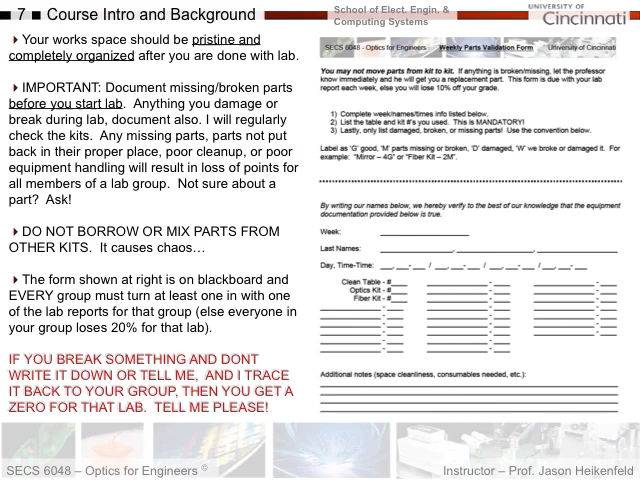 7 Course Intro and Background
School of Elect. Engin. &
Computing Systems
UNIVERSITY OF
Cincinnati
Your works space should be pristine and
completely organized after you are done with lab.
IMPORTANT: Document missing/broken parts
before you start lab. Anything you damage or
break during lab, document also. I will regularly
check the kits. Any missing parts, parts not put
back in their proper place, poor cleanup, or poor
equipment handling will result in loss of points for
all members of a lab group. Not sure about a
part? Ask!
DO NOT BORROW OR MIX PARTS FROM
OTHER KITS. It causes chaos…
The form shown at right is on blackboard and
EVERY group must turn at least one in with one
of the lab reports for that group (else everyone in
your group loses 20% for that lab).
IF YOU BREAK SOMETHING AND DONT
WRITE IT DOWN OR TELL ME, AND I TRACE
IT BACK TO YOUR GROUP, THEN YOU GET A
ZERO FOR THAT LAB. TELL ME PLEASE!
SECS 6048 - Optics for Engineers Weekly Parts Validation Form University of Cincinnati
You may not move parts from kit to kit. If anything is broken/missing, let the professor
know immediately and he will get you a replacement part. This form is due with your lab
report each week, else you lose 10% off your grade.
1) Complete week/names/times info listed below.
2) List the table and kit #'s you used. This is MANDATORY!
3) Lastly, only list damaged, broken, or missing parts! Use the convention below.
Label as 'G' good, 'M' parts missing or broken, 'D' damaged, 'W' we broke or damaged it. For
example: "Mirror – 4G" or "Fiber Kit – 2M".
By writing our names below, we hereby verify to the best of our knowledge that the equipment
documentation provided below is true.
Week:
Last Names: , ,
Day, Time-Time: __, __-__ / __, __-__ / __, __-__ / __, __-__
Clean Table - #
Optics Kit - #
Fiber Kit - #
Additional notes (space cleanliness, consumables needed, etc.):
SECS 6048 – Optics for Engineers ©
Instructor – Prof. Jason Heikenfeld